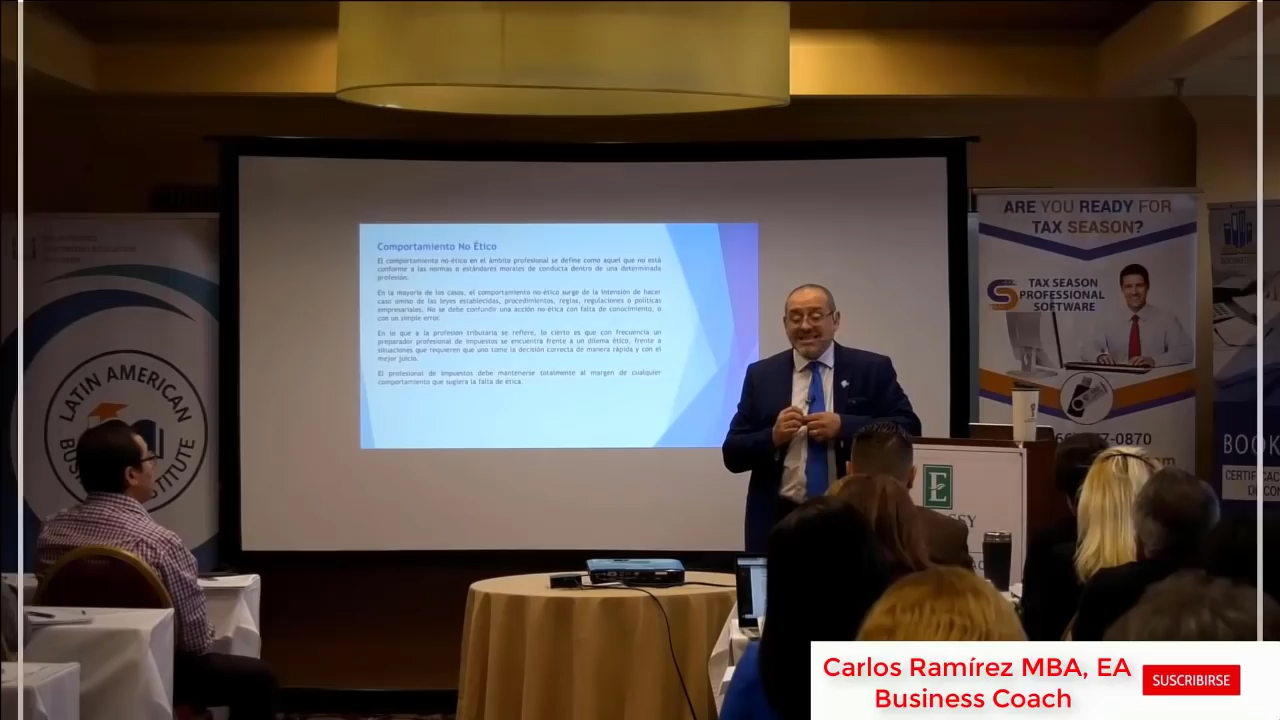 Comportamiento No Ético
El comportamiento no-ético en el ámbito profesional se define como aquel que no está
conforme a las normas o estándares morales de conducta dentro de una determinada
profesión.
En la mayoría de los casos, el comportamiento no-ético surge de la intensión de hacer
caso omiso de las leyes establecidas, procedimientos, reglas, regulaciones o políticas
empresariales. No se debe confundir una acción no-ética con falta de conocimiento, o
con un simple error.
En lo que a la profesión tributaria se refiere, lo cierto es que con frecuencia un
preparador profesional de impuestos se encuentra frente a un dilema ético, frente a
situaciones que requieren que uno tome la decisión correcta de manera rápida y con el
mejor juicio.
El profesional de impuestos debe mantenerse totalmente al margen de cualquier
comportamiento que sugiera la falta de ética.
ARE YOU READY FOR
TAX SEASON?
TAX SEASON
PROFESSIONAL
SOFTWARE
7-0870
LATIN AMERICAN
E
BOOK
Carlos Ramírez MBA, EA
Business Coach
SUSCRIBIRSE